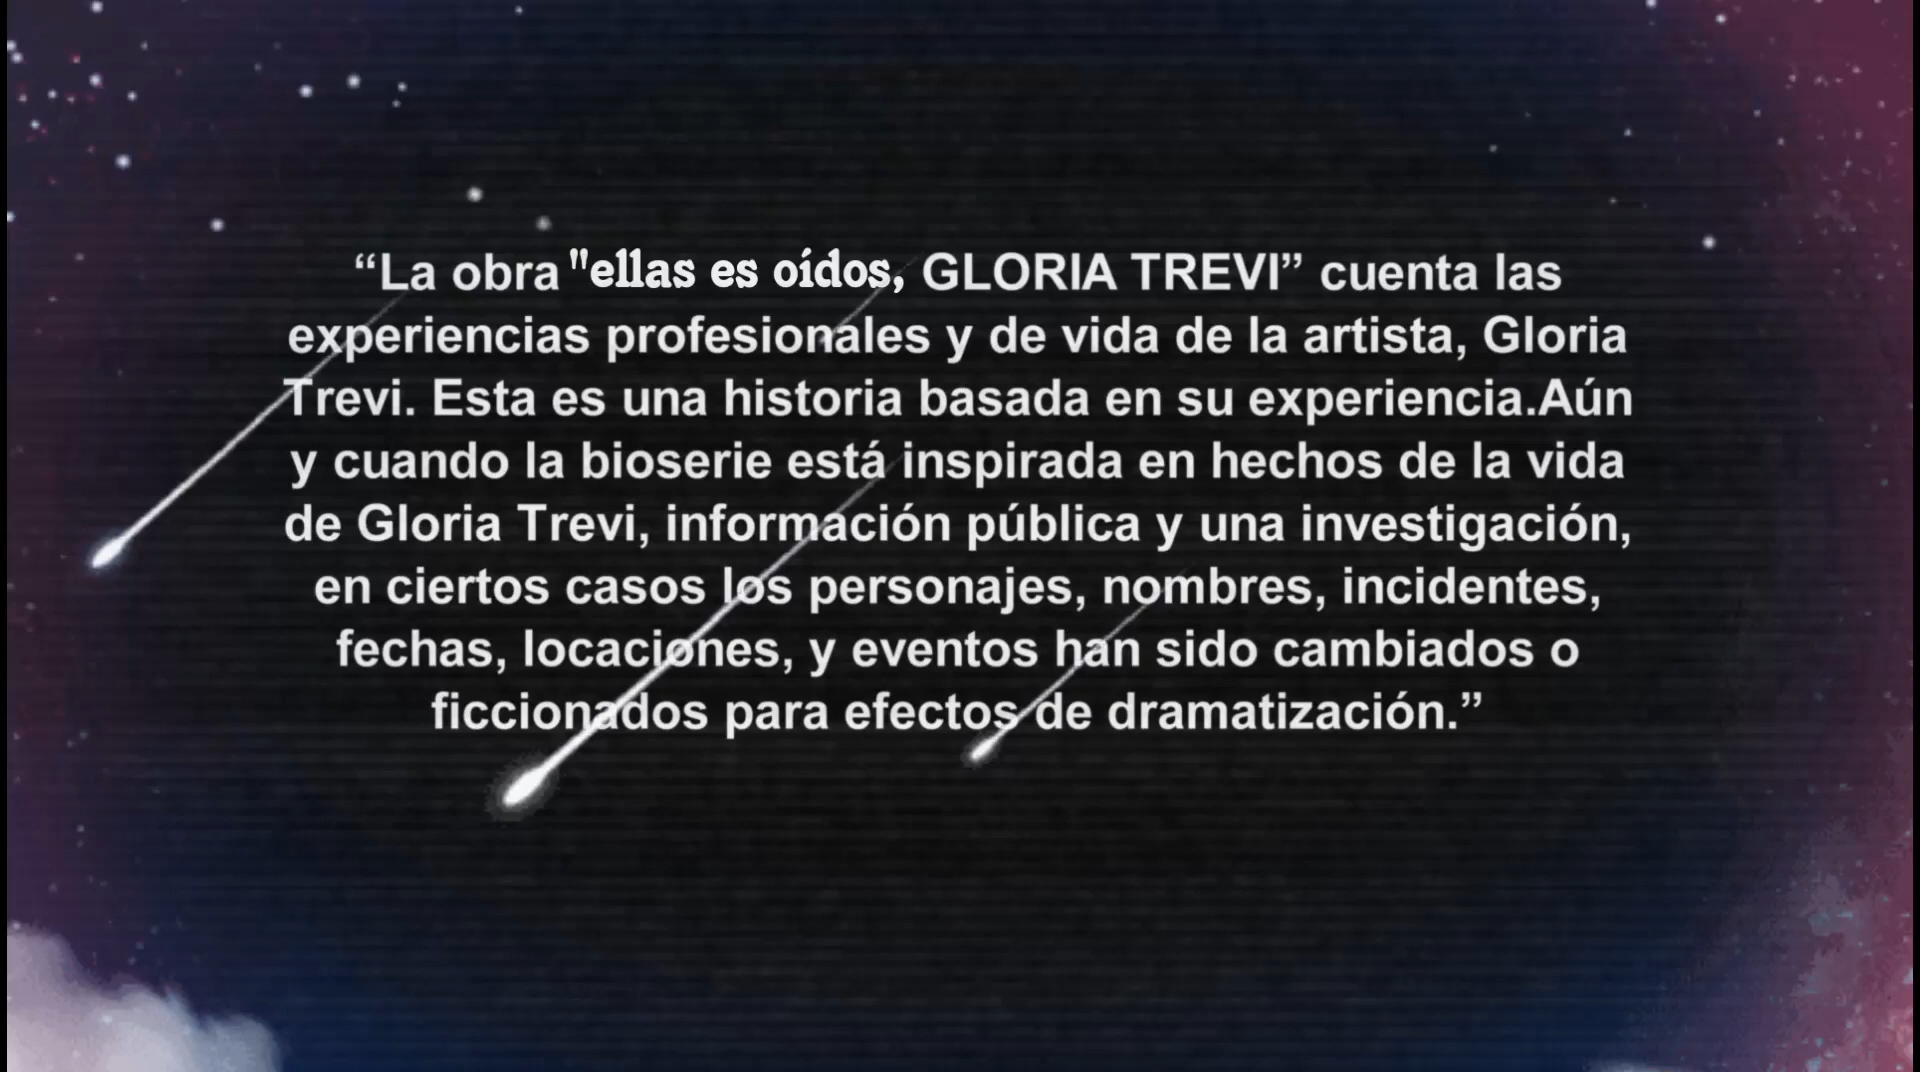 “La obra "ellas es oídos, GLORIA TREVI” cuenta las
experiencias profesionales y de vida de la artista, Gloria
Trevi. Esta es una historia basada en su experiencia.Aún
y cuando la bioserie está inspirada en hechos de la vida
de Gloria Trevi, información pública y una investigación,
en ciertos casos los personajes, nombres, incidentes,
fechas, locaciones, y eventos han sido cambiados o
ficcionados para efectos de dramatización.”